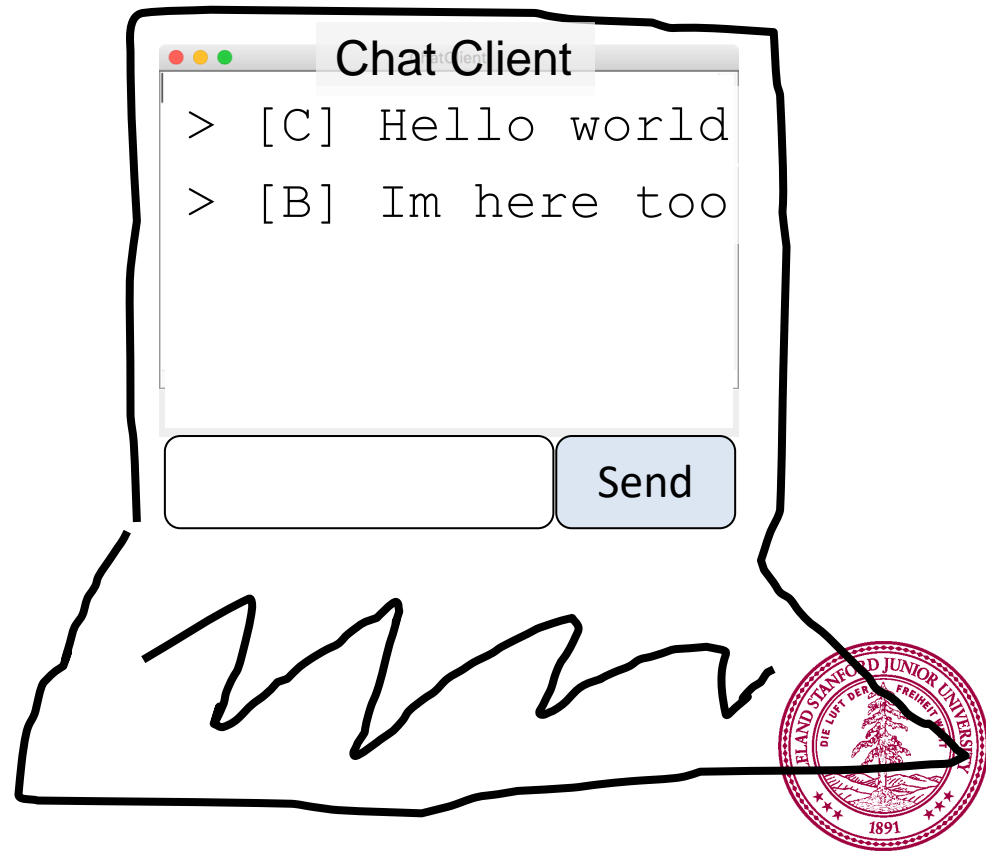 Chat Client
> [C] Hello world
> [B] Im here too
Send
LELAND STANFORD JUNIOR UNIVERSITY
DIE LUFT DER FREIHEIT WEHT
1891